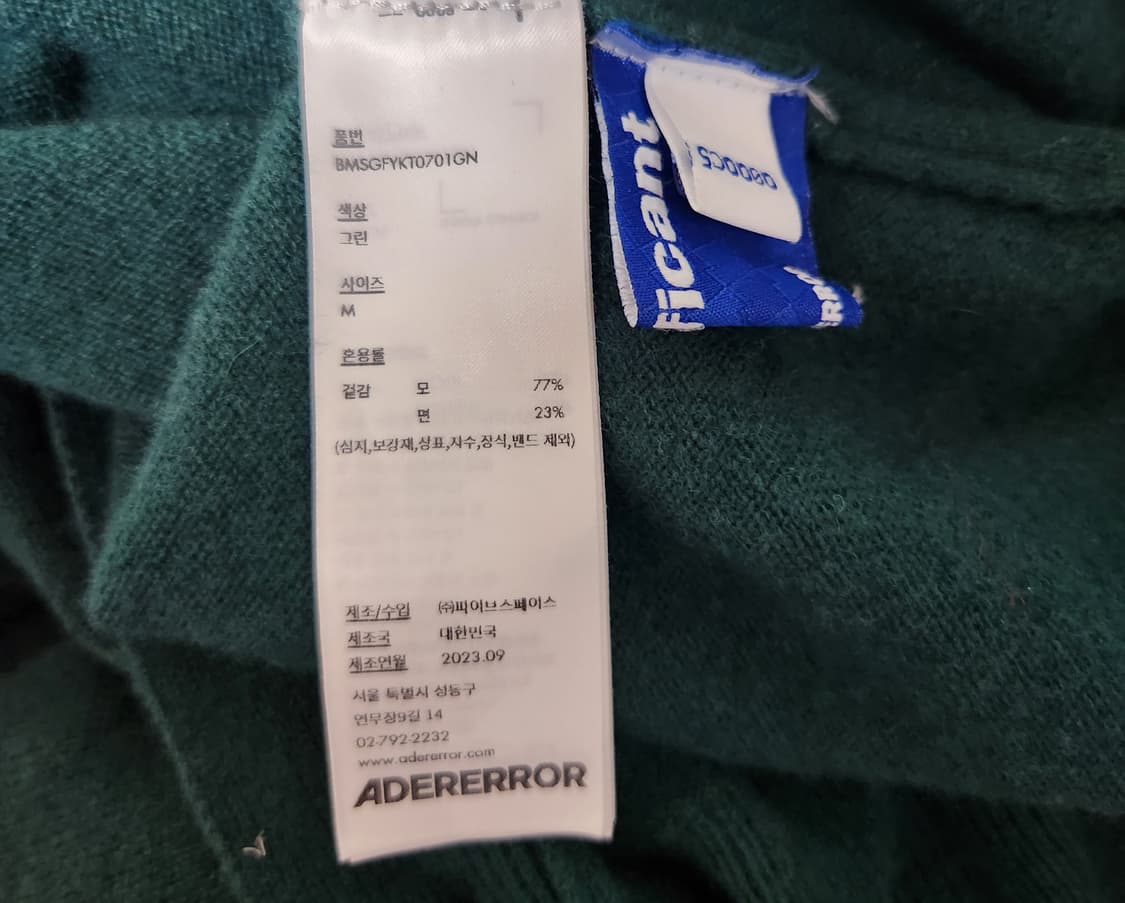 품번
BMSGFYKT0701GN
색상
그린
사이즈
M
혼용률
겉감 모 77%
면 23%
(심지,보강재,상표,자수,장식,밴드 제외)
제조/수입 ㈜파이브스페이스
제조국 대한민국
제조연월 2023.09
서울 특별시 성동구
연무장9길 14
02-792-2232
www.adererror.com
ADERERROR
ficant